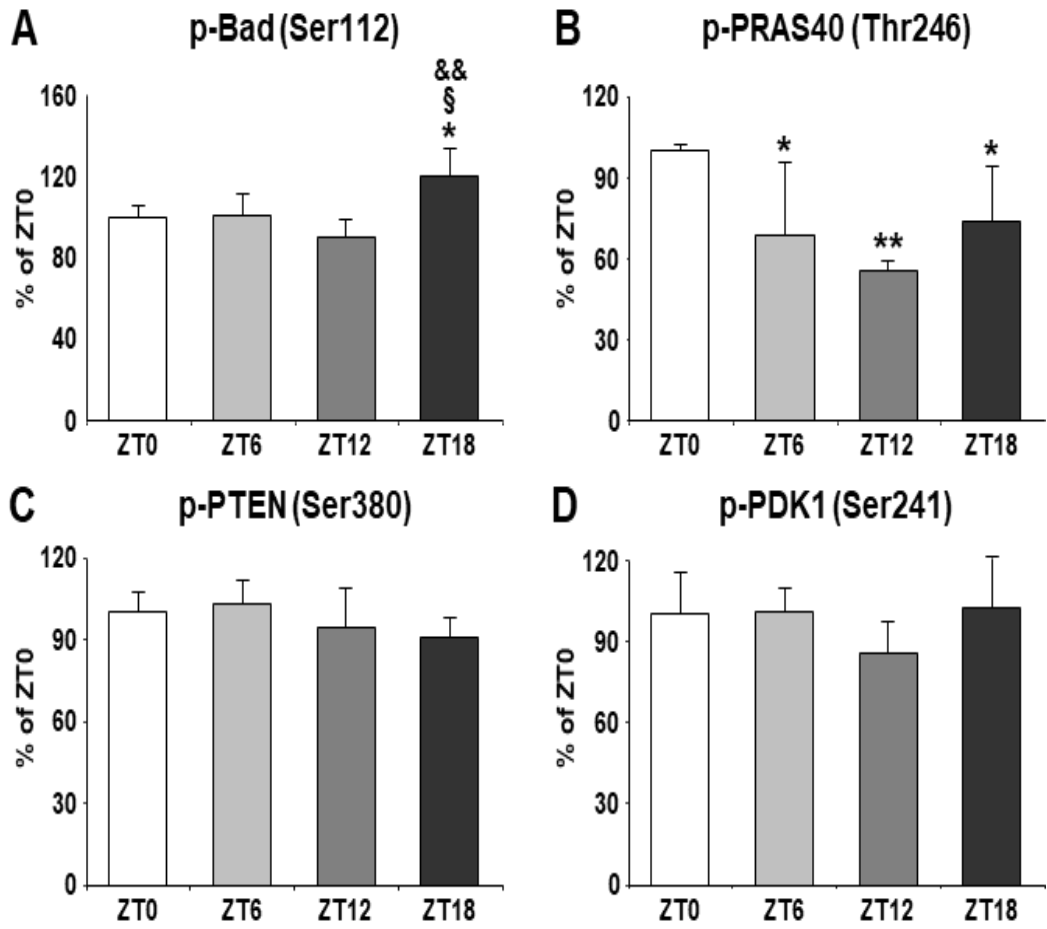 A
p-Bad (Ser112)
&&
§
*
160
120
80
40
0
% of ZT0
ZT0 ZT6 ZT12 ZT18
B
p-PRAS40 (Thr246)
* ** *
120
90
60
30
0
% of ZT0
ZT0 ZT6 ZT12 ZT18
C
p-PTEN (Ser380)
120
90
60
30
0
% of ZT0
ZT0 ZT6 ZT12 ZT18
D
p-PDK1 (Ser241)
120
90
60
30
0
% of ZT0
ZT0 ZT6 ZT12 ZT18